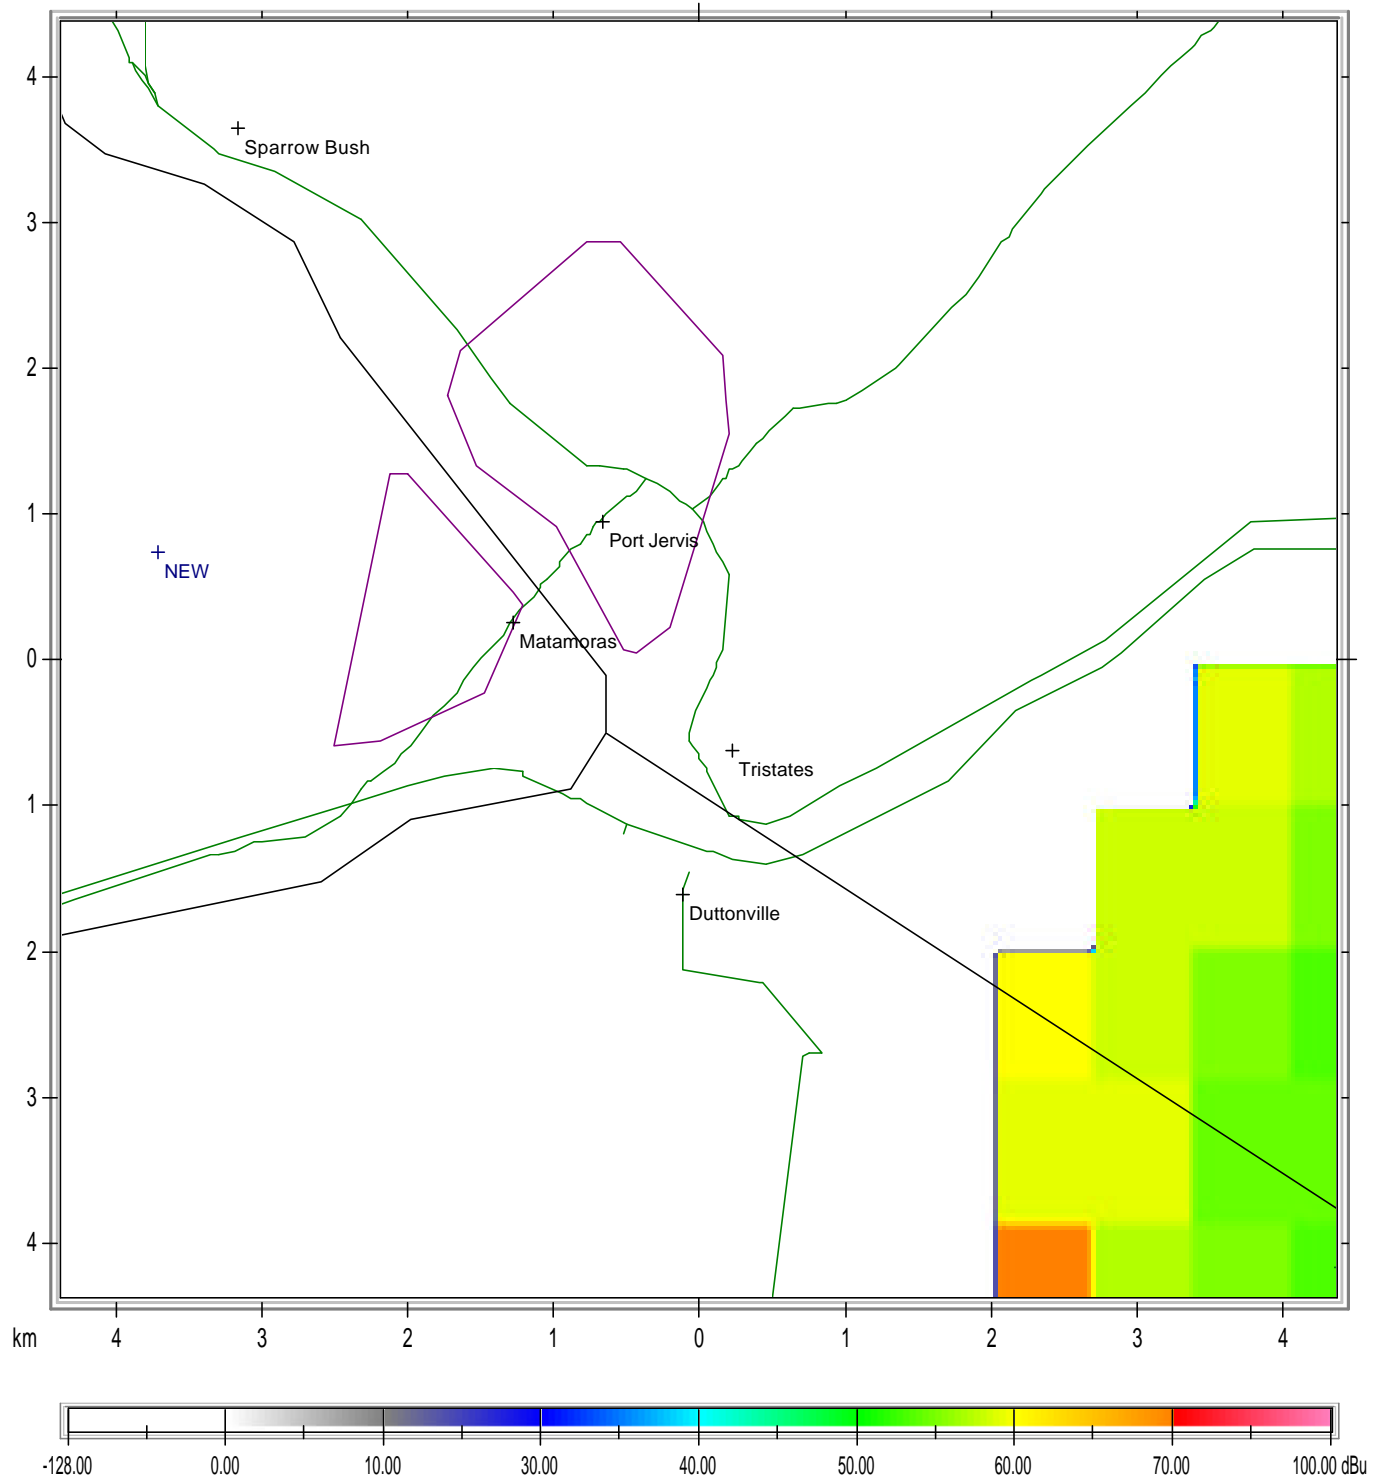 4
Sparrow Bush
3
2
1
Port Jervis
NEW
Matamoras
0
Tristates
1
Duttonville
2
3
4
km 4 3 2 1 0 1 2 3 4
-128.00 0.00 10.00 30.00 40.00 50.00 60.00 70.00 100.00 dBu